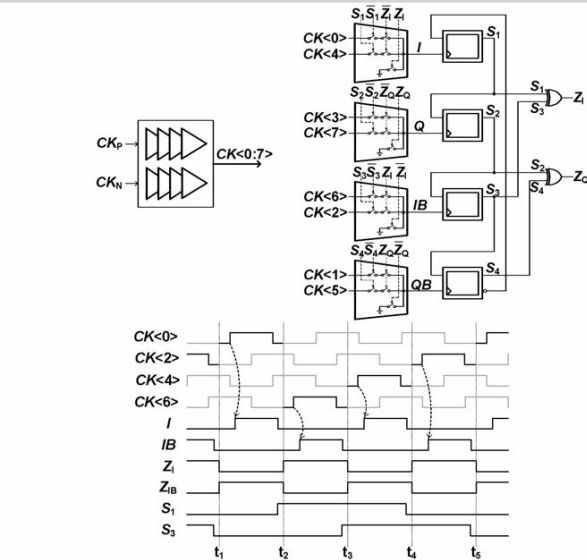 S₁ S̄₁ Z̄I ZI
CK<0>
CK<4>
I
S₁
S₂ S̄₂ Z̄Q ZQ
CK<3>
CK<7>
Q
S₂
S₁
S₃
ZI
CKP
CKN
CK<0:7>
S₃ S̄₃ ZI Z̄I
CK<6>
CK<2>
IB
S₃
S₂
S₄
ZQ
S₄ S̄₄ ZQ Z̄Q
CK<1>
CK<5>
QB
S₄
CK<0>
CK<2>
CK<4>
CK<6>
I
IB
ZI
ZIB
S₁
S₃
t₁ t₂ t₃ t₄ t₅